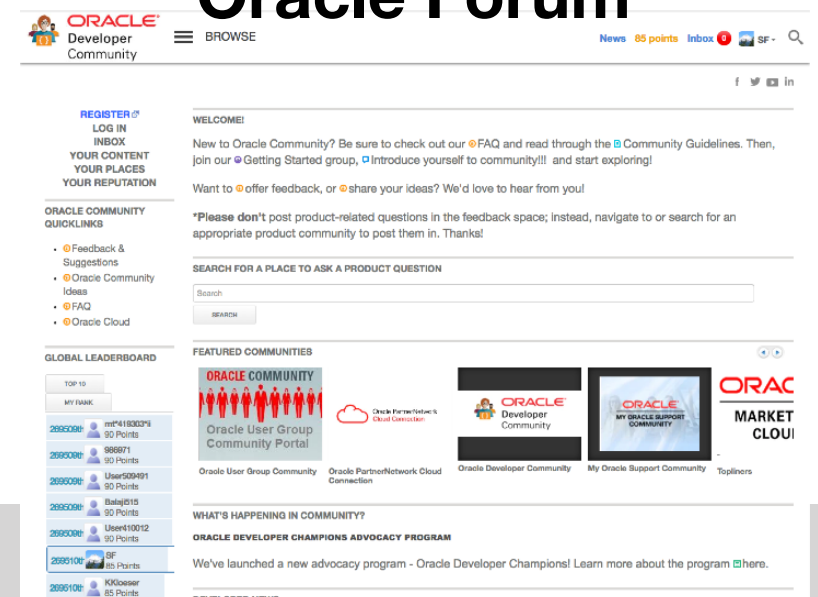 Oracle Forum
ORACLE
Developer
Community
BROWSE
News 85 points Inbox 0 SF
f in
REGISTER
LOG IN
INBOX
YOUR CONTENT
YOUR PLACES
YOUR REPUTATION
ORACLE COMMUNITY
QUICKLINKS
Feedback &
Suggestions
Oracle Community
Ideas
FAQ
Oracle Cloud
GLOBAL LEADERBOARD
TOP 10
MY RANK
269509th
90 Points
269509th 986971
90 Points
269509th User509491
90 Points
269509th Balaji515
90 Points
269509th User410012
90 Points
269510th SF
85 Points
269510th KKloeser
85 Points
WELCOME!
New to Oracle Community? Be sure to check out our FAQ and read through the Community Guidelines. Then,
join our Getting Started group, Introduce yourself to community!!! and start exploring!
Want to offer feedback, or share your ideas? We'd love to hear from you!
*Please don't post product-related questions in the feedback space; instead, navigate to or search for an
appropriate product community to post them in. Thanks!
SEARCH FOR A PLACE TO ASK A PRODUCT QUESTION
Search
SEARCH
FEATURED COMMUNITIES
ORACLE COMMUNITY
Oracle User Group
Community Portal
Oracle User Group Community
Oracle PartnerNetwork
Cloud Connection
Oracle PartnerNetwork Cloud
Connection
ORACLE
Developer
Community
Oracle Developer Community
ORACLE
MY ORACLE SUPPORT
COMMUNITY
My Oracle Support Community
ORAC
MARKET
CLOU
-
Topliners
WHAT'S HAPPENING IN COMMUNITY?
ORACLE DEVELOPER CHAMPIONS ADVOCACY PROGRAM
We've launched a new advocacy program - Oracle Developer Champions! Learn more about the program here.